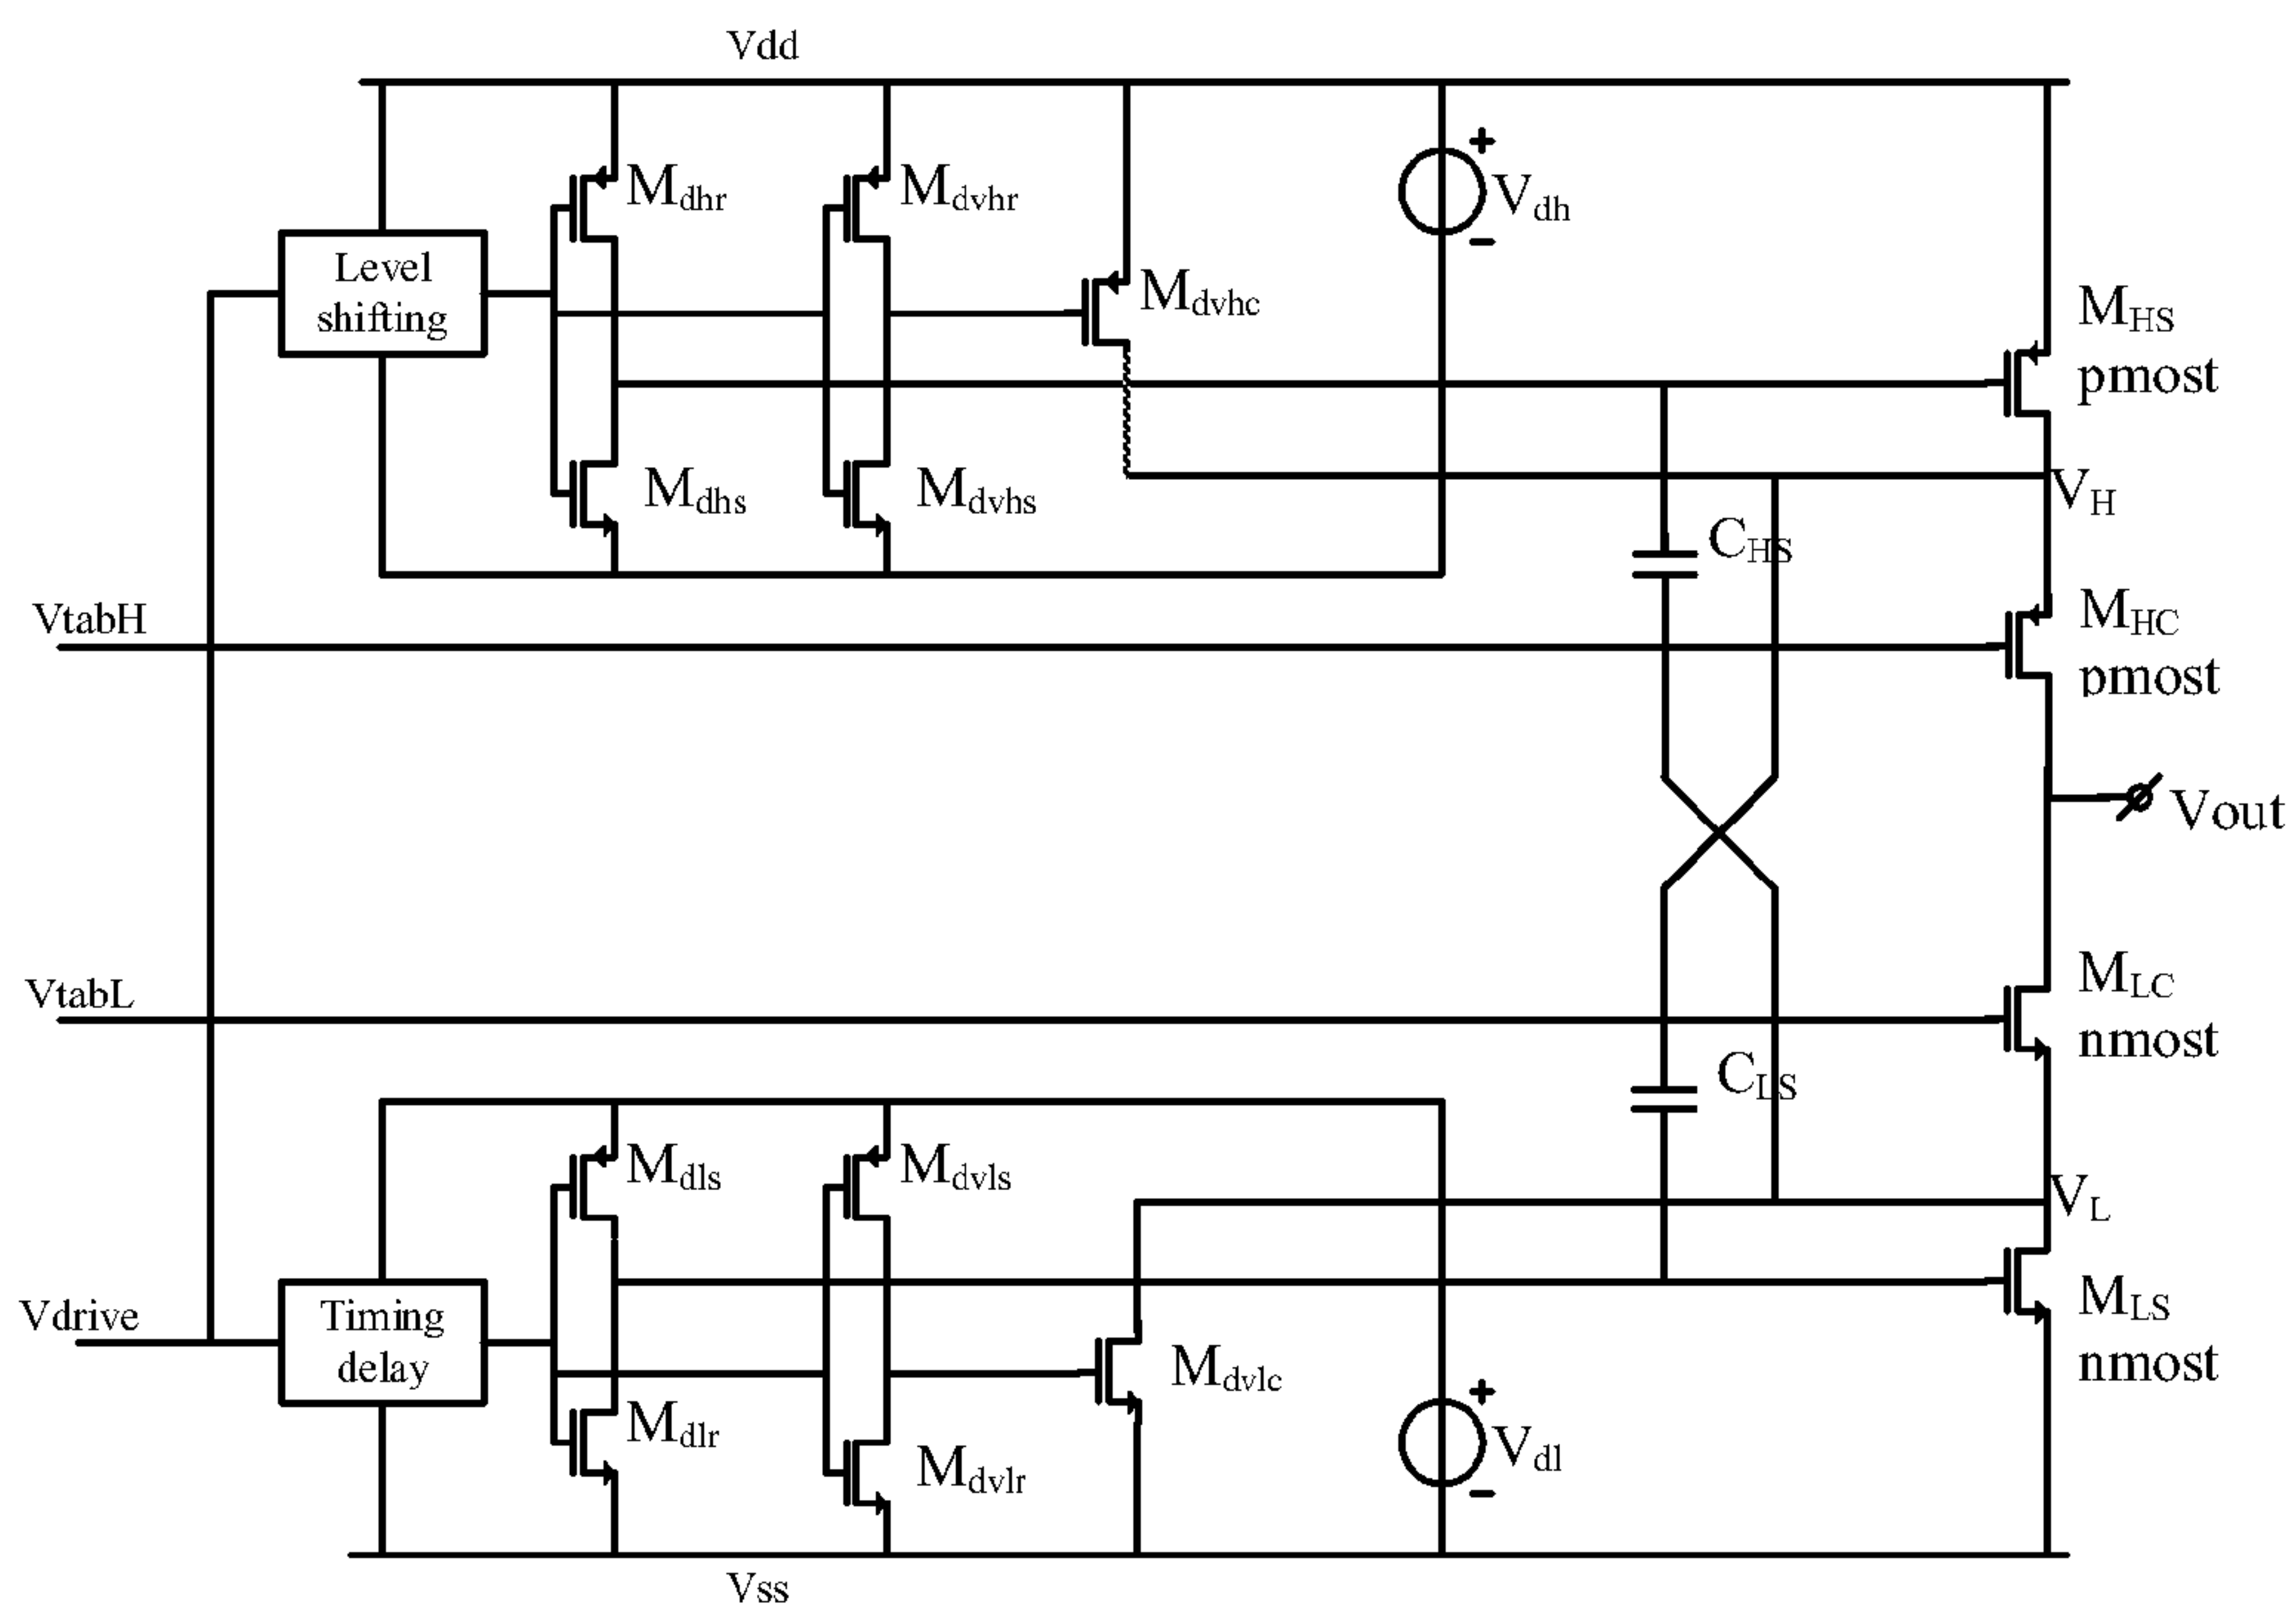 Vdd
Mdhr
Mdvhr
+
Vdh
−
Level
shifting
Mdvhc
MHS
pmost
Mdhs
Mdvhs
VH
CHS
VtabH
MHC
pmost
Vout
VtabL
MLC
nmost
CLS
Mdls
Mdvls
VL
Vdrive
Timing
delay
Mdvlc
MLS
nmost
Mdlr
Mdvlr
+
Vdl
−
Vss